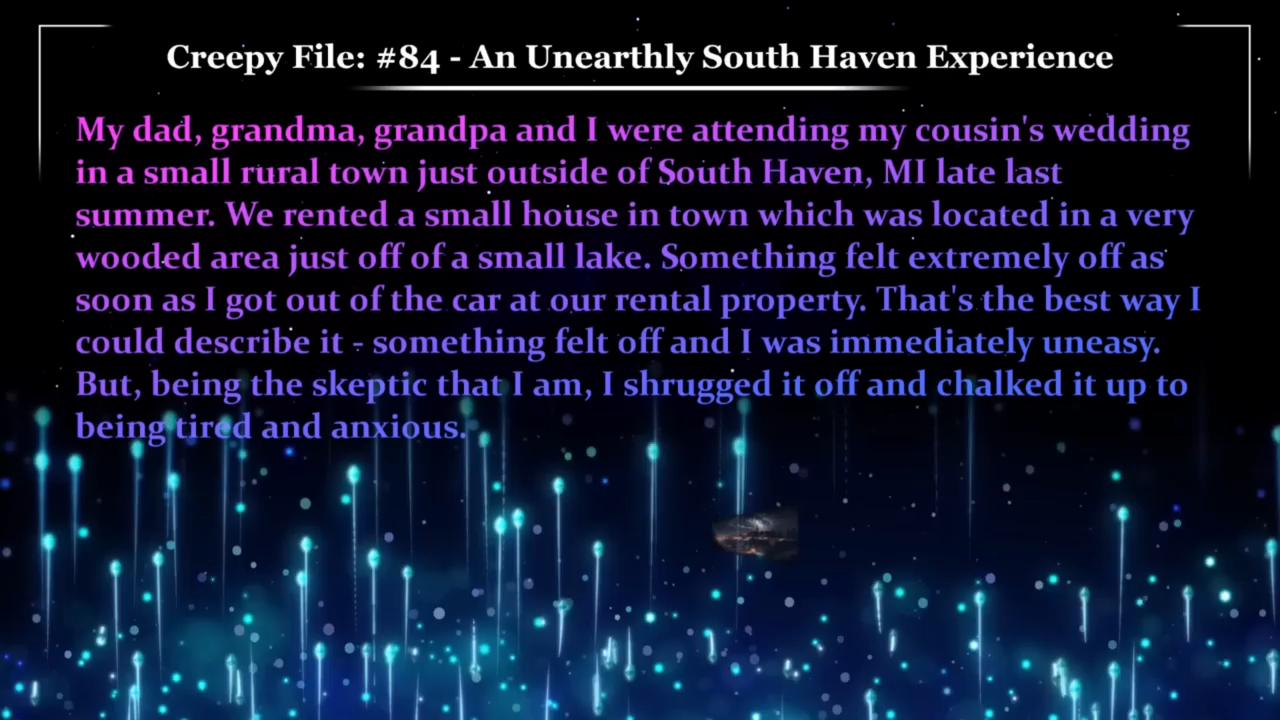 Creepy File: #84 - An Unearthly South Haven Experience
My dad, grandma, grandpa and I were attending my cousin's wedding
in a small rural town just outside of South Haven, MI late last
summer. We rented a small house in town which was located in a very
wooded area just off of a small lake. Something felt extremely off as
soon as I got out of the car at our rental property. That's the best way I
could describe it - something felt off and I was immediately uneasy.
But, being the skeptic that I am, I shrugged it off and chalked it up to
being tired and anxious.